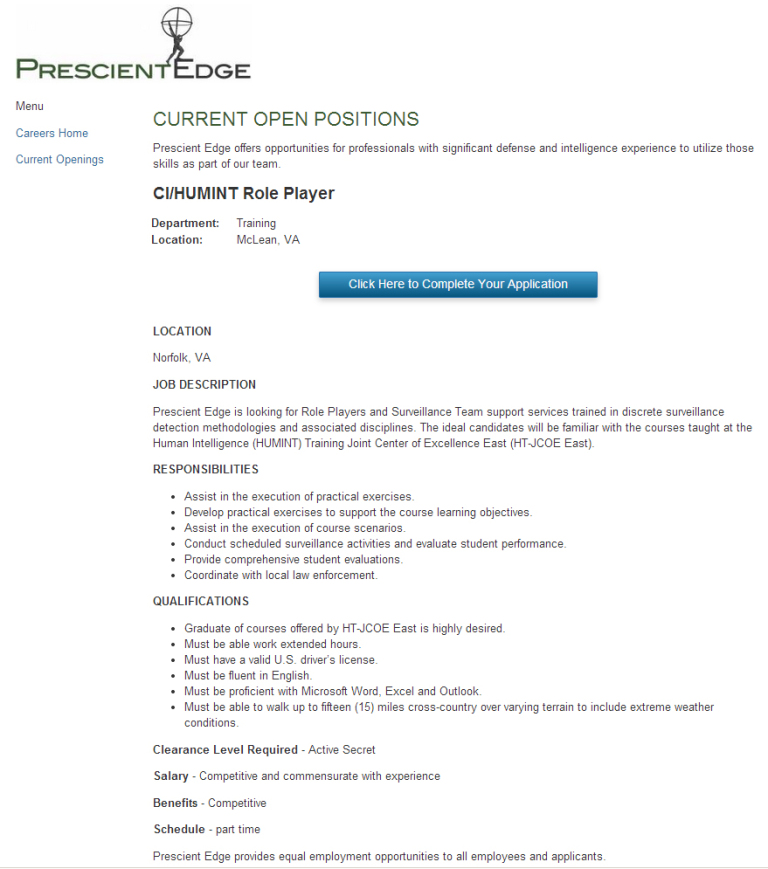 PRESCIENTEDGE
Menu
Careers Home
Current Openings
CURRENT OPEN POSITIONS
Prescient Edge offers opportunities for professionals with significant defense and intelligence experience to utilize those
skills as part of our team.
CI/HUMINT Role Player
Department: Training
Location: McLean, VA
Click Here to Complete Your Application
LOCATION
Norfolk, VA
JOB DESCRIPTION
Prescient Edge is looking for Role Players and Surveillance Team support services trained in discrete surveillance
detection methodologies and associated disciplines. The ideal candidates will be familiar with the courses taught at the
Human Intelligence (HUMINT) Training Joint Center of Excellence East (HT-JCOE East).
RESPONSIBILITIES
• Assist in the execution of practical exercises.
• Develop practical exercises to support the course learning objectives.
• Assist in the execution of course scenarios.
• Conduct scheduled surveillance activities and evaluate student performance.
• Provide comprehensive student evaluations.
• Coordinate with local law enforcement.
QUALIFICATIONS
• Graduate of courses offered by HT-JCOE East is highly desired.
• Must be able work extended hours.
• Must have a valid U.S. driver's license.
• Must be fluent in English.
• Must be proficient with Microsoft Word, Excel and Outlook.
• Must be able to walk up to fifteen (15) miles cross-country over varying terrain to include extreme weather
conditions.
Clearance Level Required - Active Secret
Salary - Competitive and commensurate with experience
Benefits - Competitive
Schedule - part time
Prescient Edge provides equal employment opportunities to all employees and applicants.